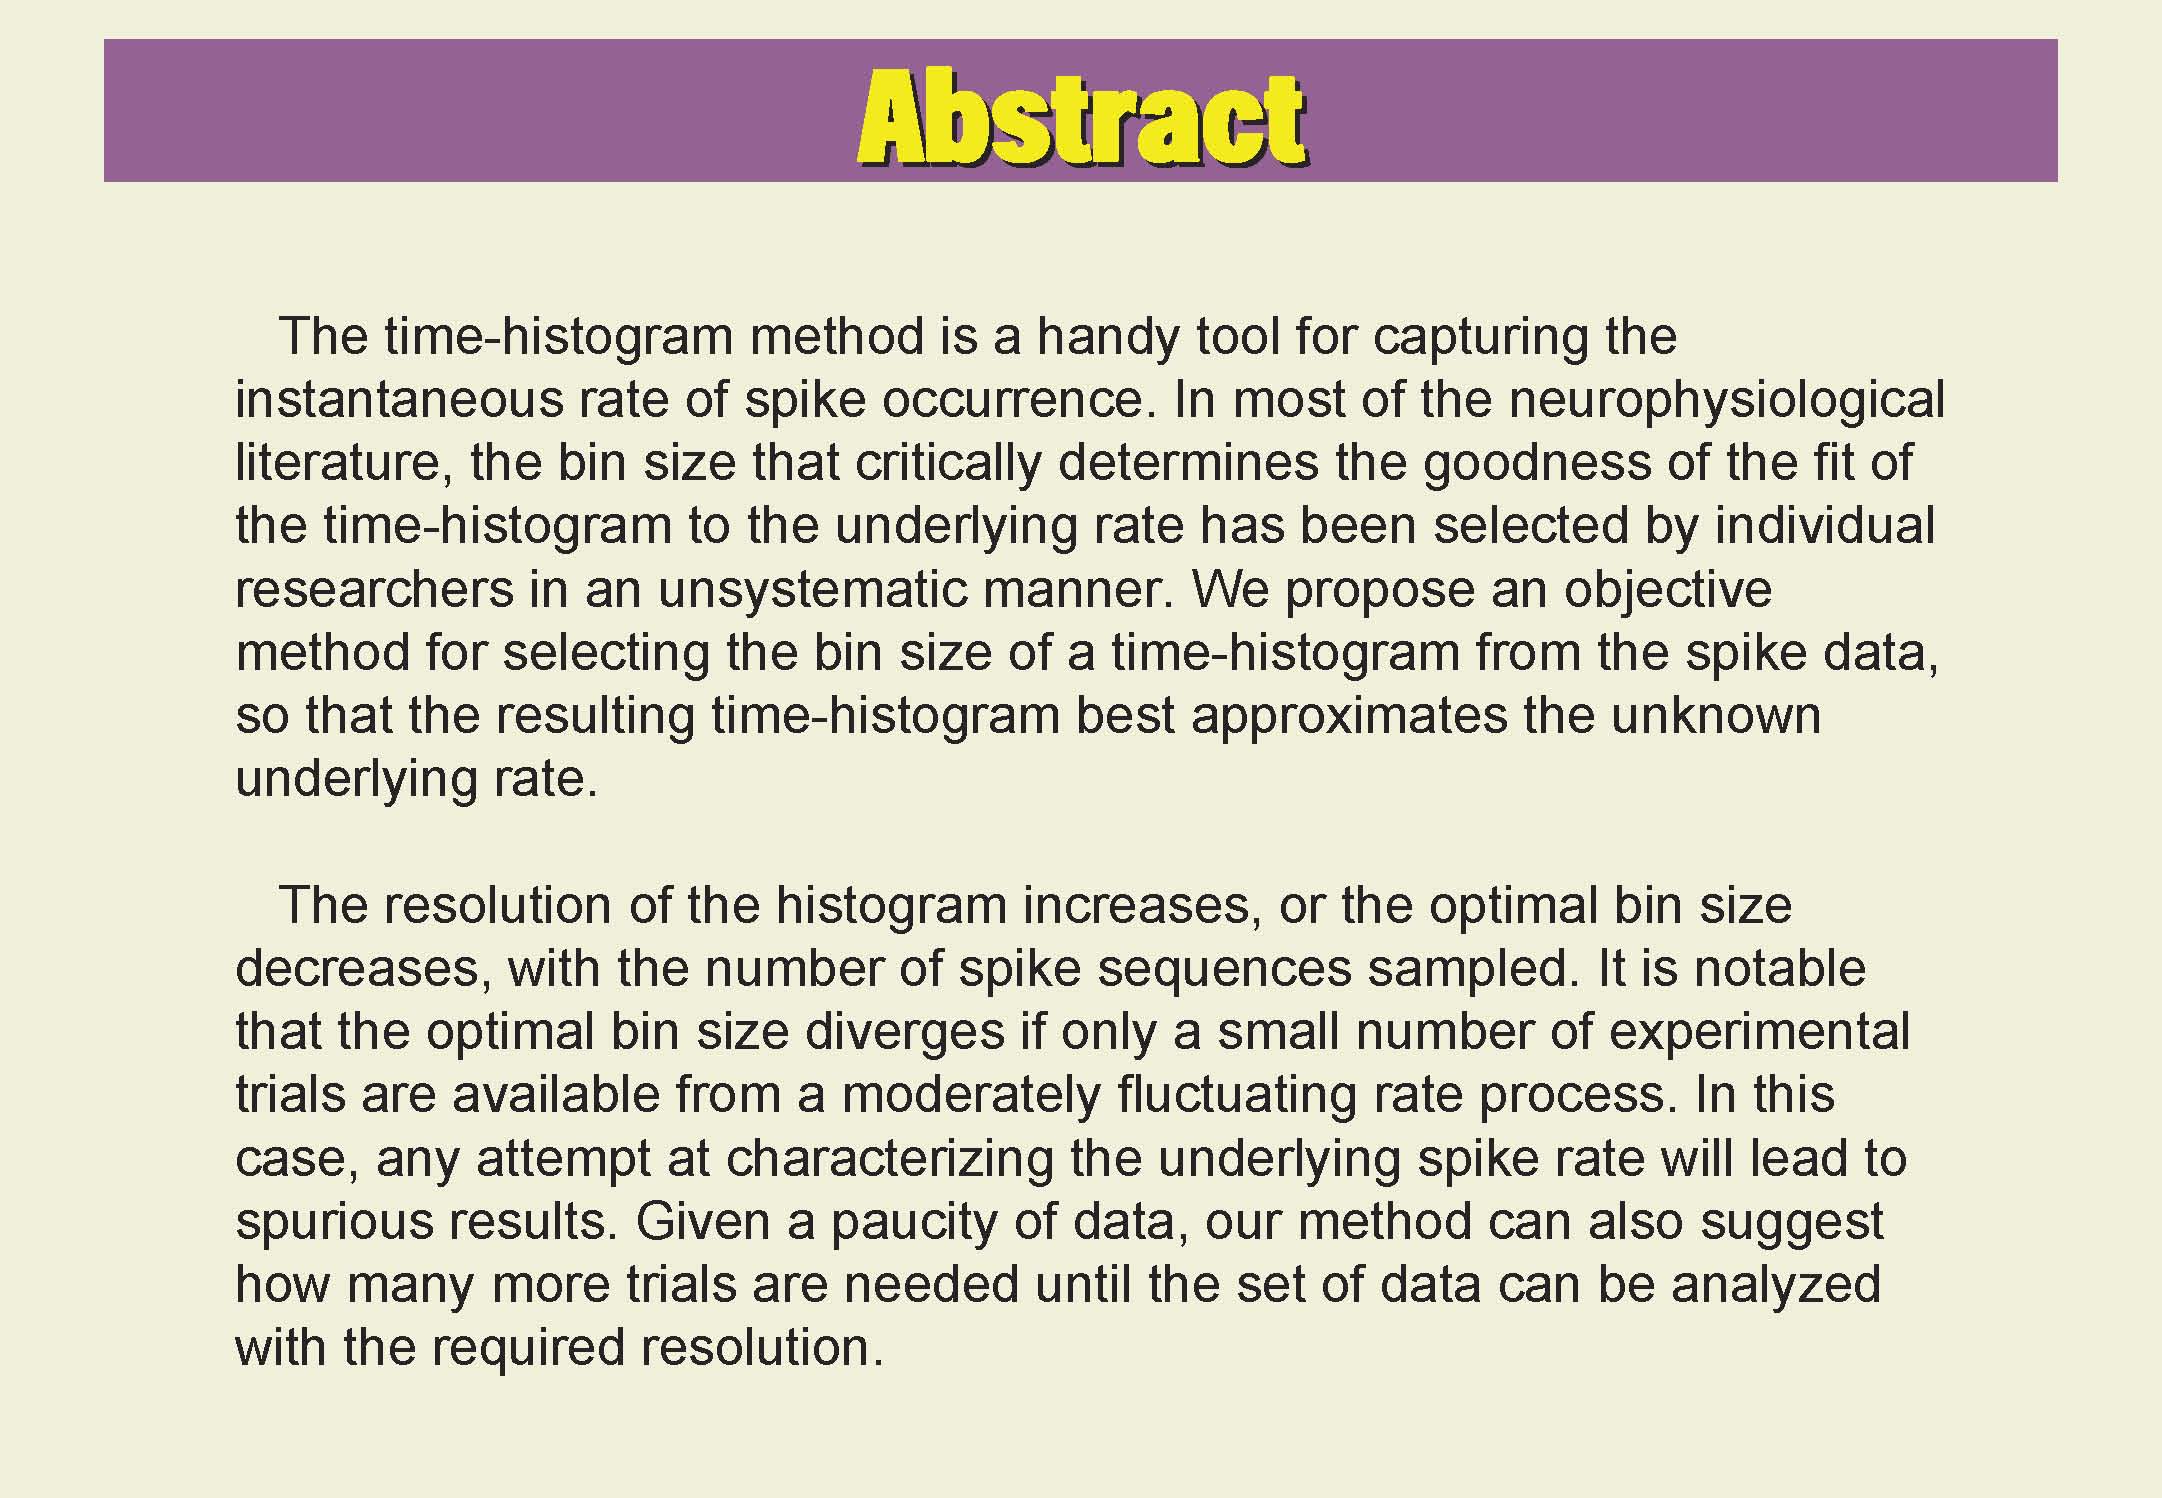 Abstract
The time-histogram method is a handy tool for capturing the
instantaneous rate of spike occurrence. In most of the neurophysiological
literature, the bin size that critically determines the goodness of the fit of
the time-histogram to the underlying rate has been selected by individual
researchers in an unsystematic manner. We propose an objective
method for selecting the bin size of a time-histogram from the spike data,
so that the resulting time-histogram best approximates the unknown
underlying rate.
The resolution of the histogram increases, or the optimal bin size
decreases, with the number of spike sequences sampled. It is notable
that the optimal bin size diverges if only a small number of experimental
trials are available from a moderately fluctuating rate process. In this
case, any attempt at characterizing the underlying spike rate will lead to
spurious results. Given a paucity of data, our method can also suggest
how many more trials are needed until the set of data can be analyzed
with the required resolution.